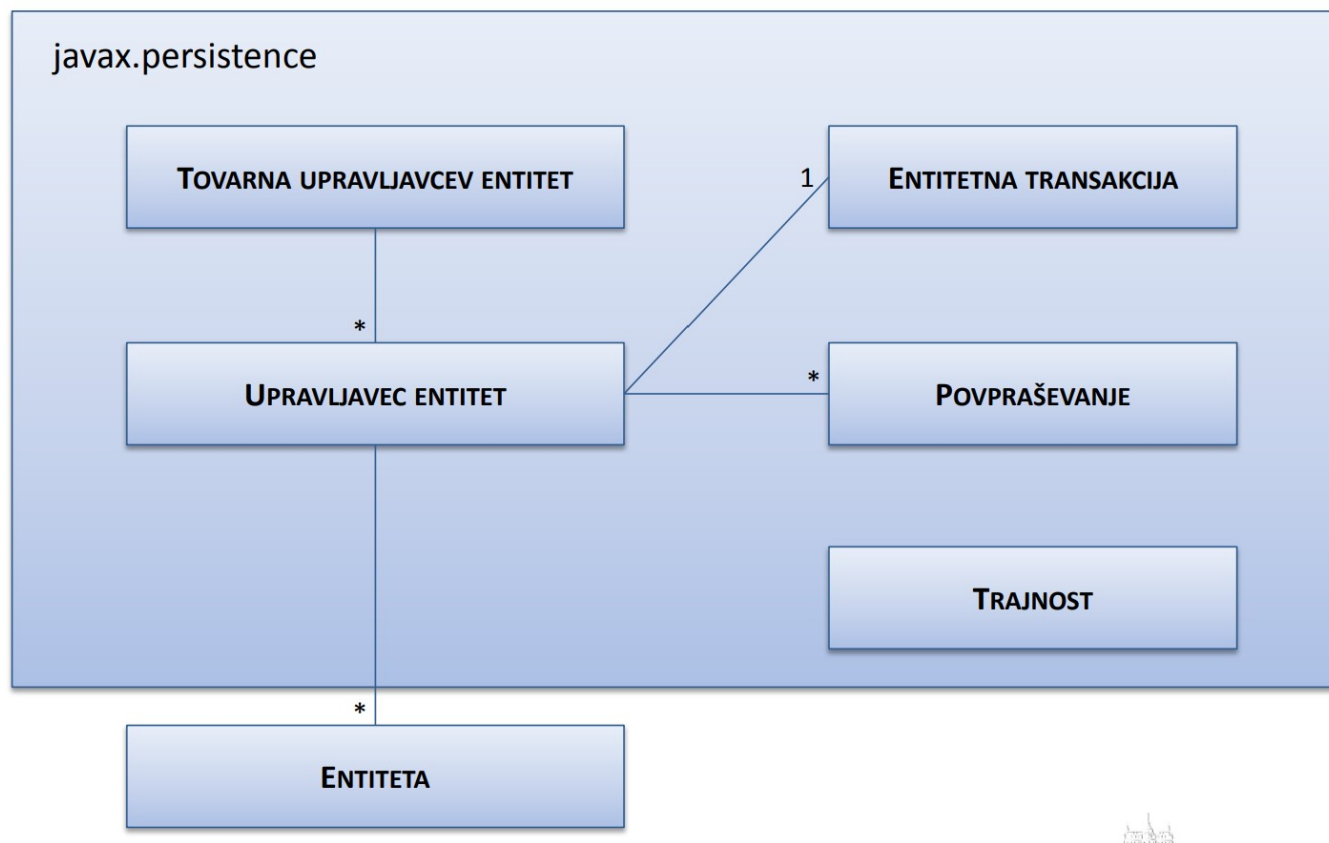 javax.persistence
TOVARNA UPRAVLJAVCEV ENTITET
1
ENTITETNA TRANSAKCIJA
*
UPRAVLJAVEC ENTITET
*
POVPRAŠEVANJE
TRAJNOST
*
ENTITETA